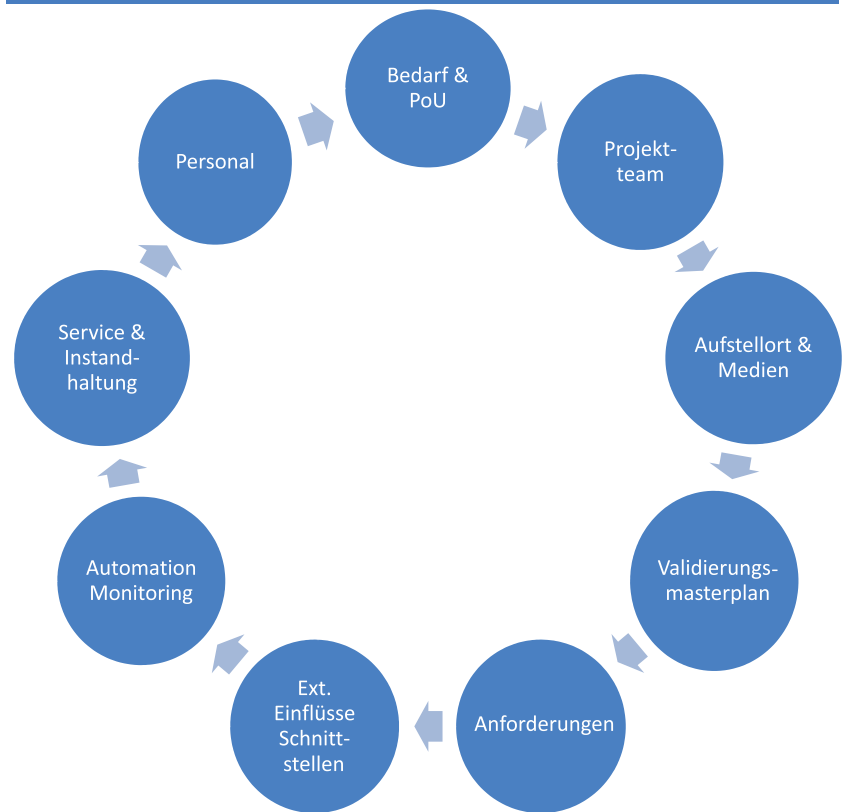 Bedarf &
PoU
Projekt-
team
Aufstellort &
Medien
Validierungs-
masterplan
Anforderungen
Ext.
Einflüsse
Schnitt-
stellen
Automation
Monitoring
Service &
Instand-
haltung
Personal